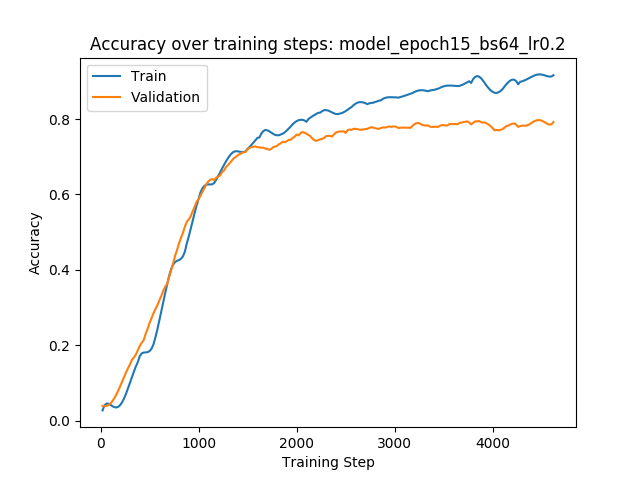 Accuracy over training steps: model_epoch15_bs64_lr0.2
Train
Validation
0.8
0.6
0.4
0.2
0.0
Accuracy
0
1000
2000
3000
4000
Training Step